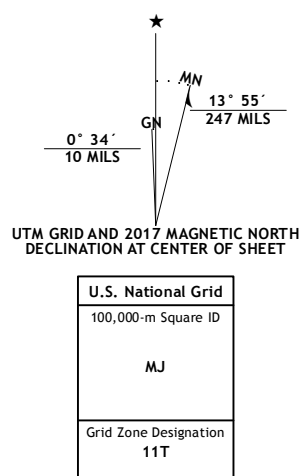 MN
GN
13° 55´
247 MILS
0° 34´
10 MILS
UTM GRID AND 2017 MAGNETIC NORTH
DECLINATION AT CENTER OF SHEET
U.S. National Grid
100,000-m Square ID
MJ
Grid Zone Designation
11T